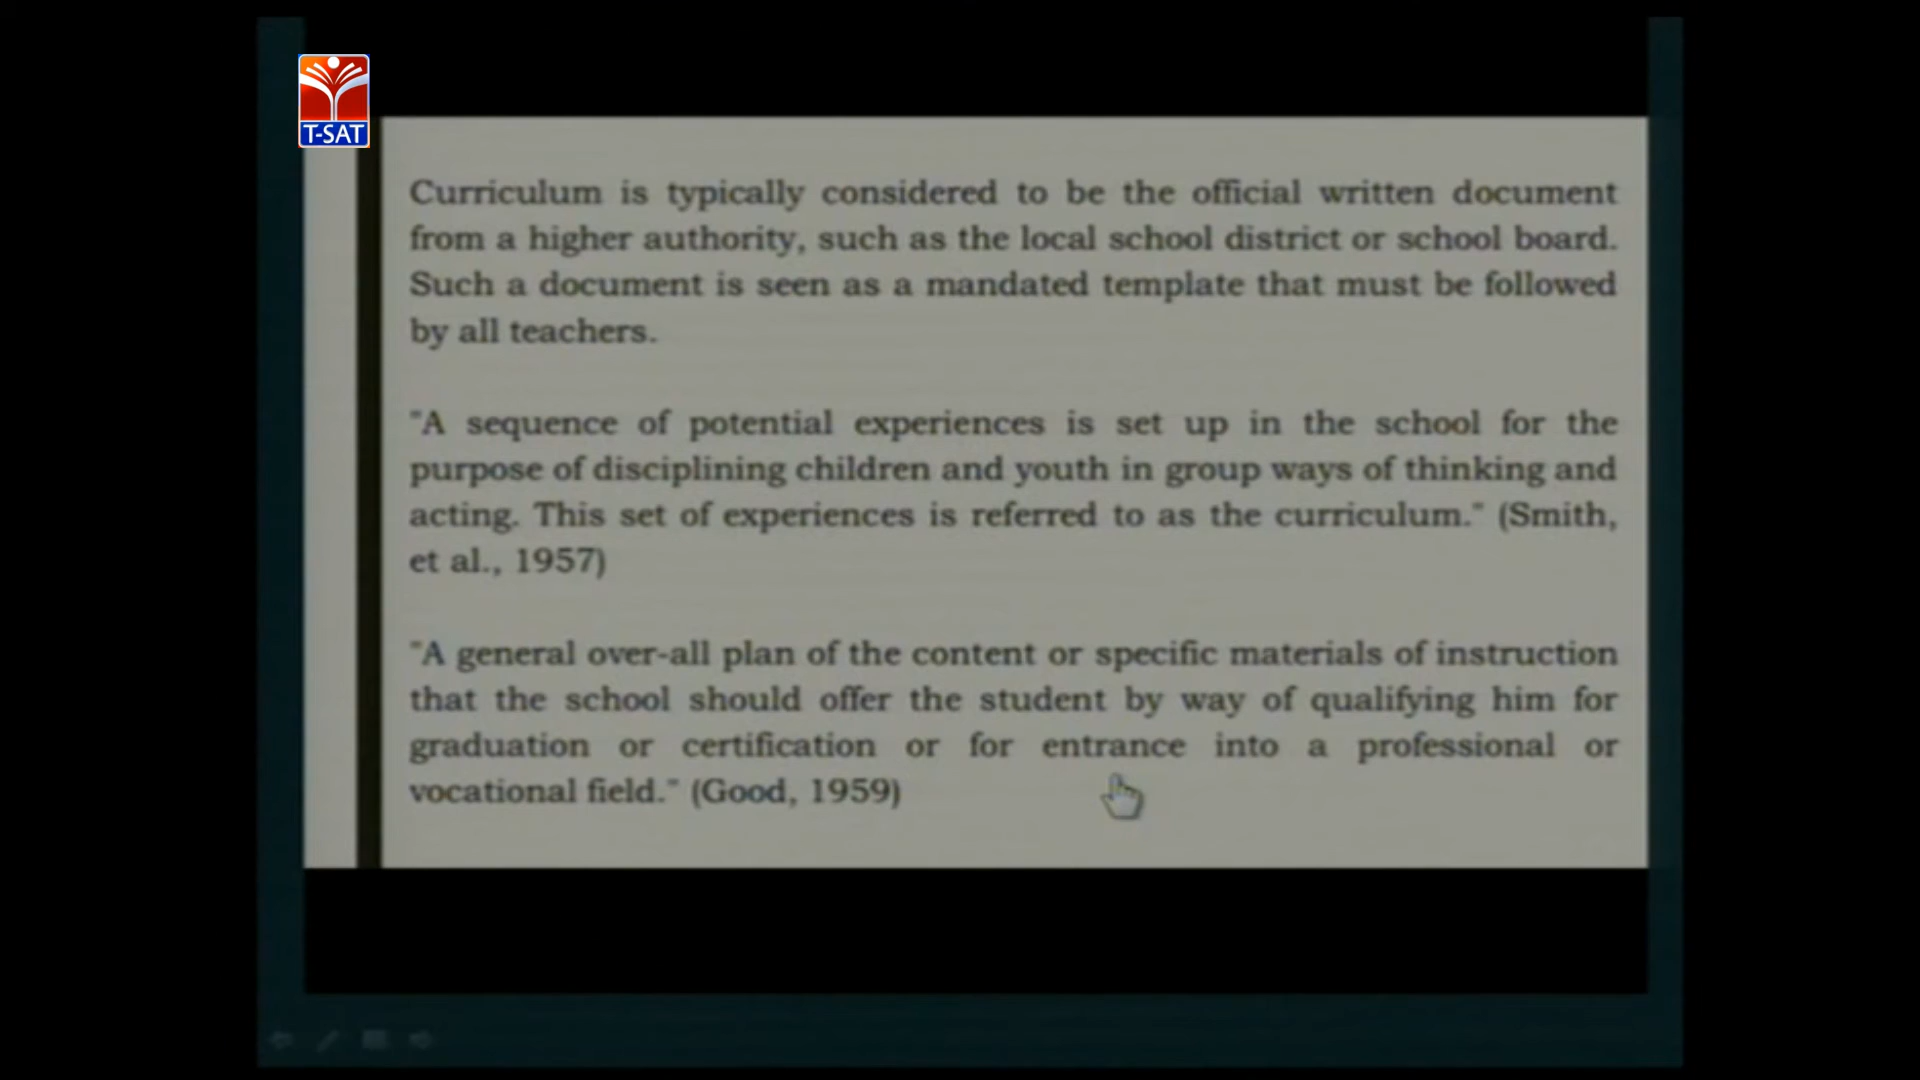 T-SAT
Curriculum is typically considered to be the official written document
from a higher authority, such as the local school district or school board.
Such a document is seen as a mandated template that must be followed
by all teachers.
"A sequence of potential experiences is set up in the school for the
purpose of disciplining children and youth in group ways of thinking and
acting. This set of experiences is referred to as the curriculum." (Smith,
et al., 1957)
"A general over-all plan of the content or specific materials of instruction
that the school should offer the student by way of qualifying him for
graduation or certification or for entrance into a professional or
vocational field." (Good, 1959)